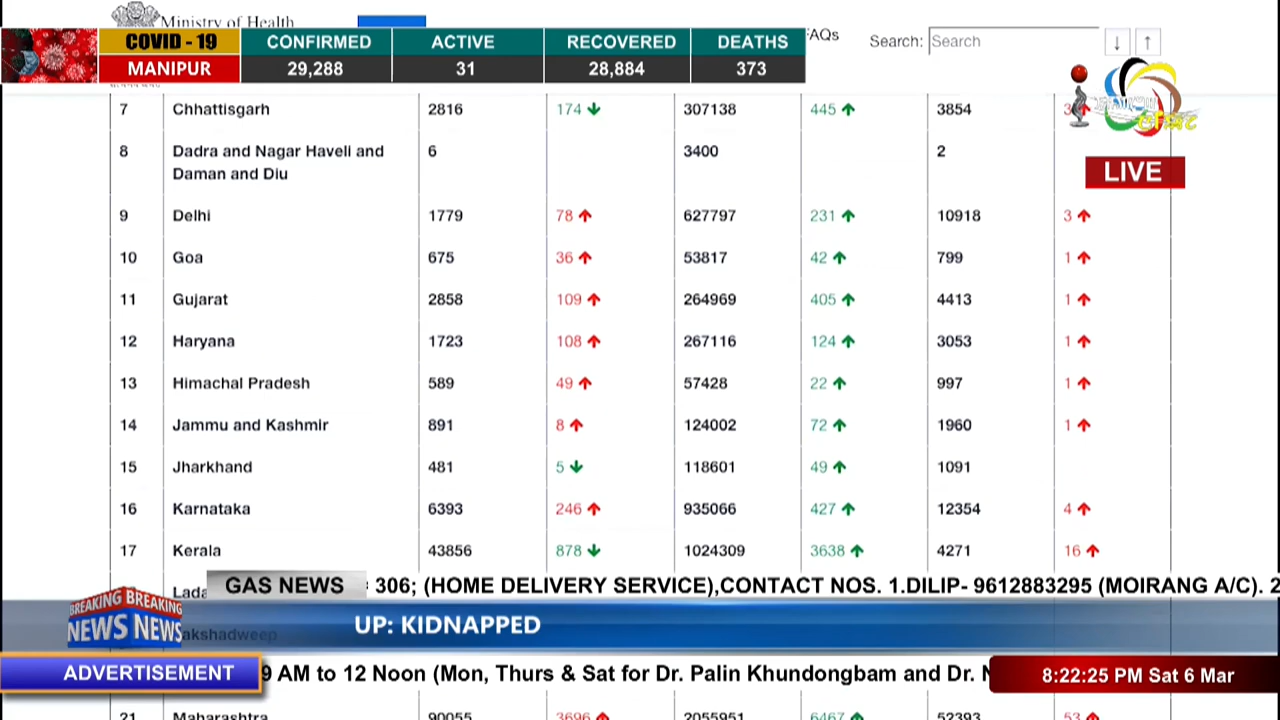 Ministry of Health
COVID - 19 CONFIRMED ACTIVE RECOVERED DEATHS
MANIPUR 29,288 31 28,884 373
FAQs Search: Search ↓ ↑
7 Chhattisgarh 2816 174 ↓ 307138 445 ↑ 3854 3 ↑
LIVE
8 Dadra and Nagar Haveli and Daman and Diu 6 3400 2
9 Delhi 1779 78 ↑ 627797 231 ↑ 10918 3 ↑
10 Goa 675 36 ↑ 53817 42 ↑ 799 1 ↑
11 Gujarat 2858 109 ↑ 264969 405 ↑ 4413 1 ↑
12 Haryana 1723 108 ↑ 267116 124 ↑ 3053 1 ↑
13 Himachal Pradesh 589 49 ↑ 57428 22 ↑ 997 1 ↑
14 Jammu and Kashmir 891 8 ↑ 124002 72 ↑ 1960 1 ↑
15 Jharkhand 481 5 ↓ 118601 49 ↑ 1091
16 Karnataka 6393 246 ↑ 935066 427 ↑ 12354 4 ↑
17 Kerala 43856 878 ↓ 1024309 3638 ↑ 4271 16 ↑
Lada
GAS NEWS 306; (HOME DELIVERY SERVICE),CONTACT NOS. 1.DILIP- 9612883295 (MOIRANG A/C). 2
BREAKING BREAKING
NEWS NEWS
UP: KIDNAPPED
akshadweep
ADVERTISEMENT 9 AM to 12 Noon (Mon, Thurs & Sat for Dr. Palin Khundongbam and Dr. N
8:22:25 PM Sat 6 Mar
21 Maharashtra 90055 3696 ↑ 2055951 6467 ↑ 52393 53 ↑